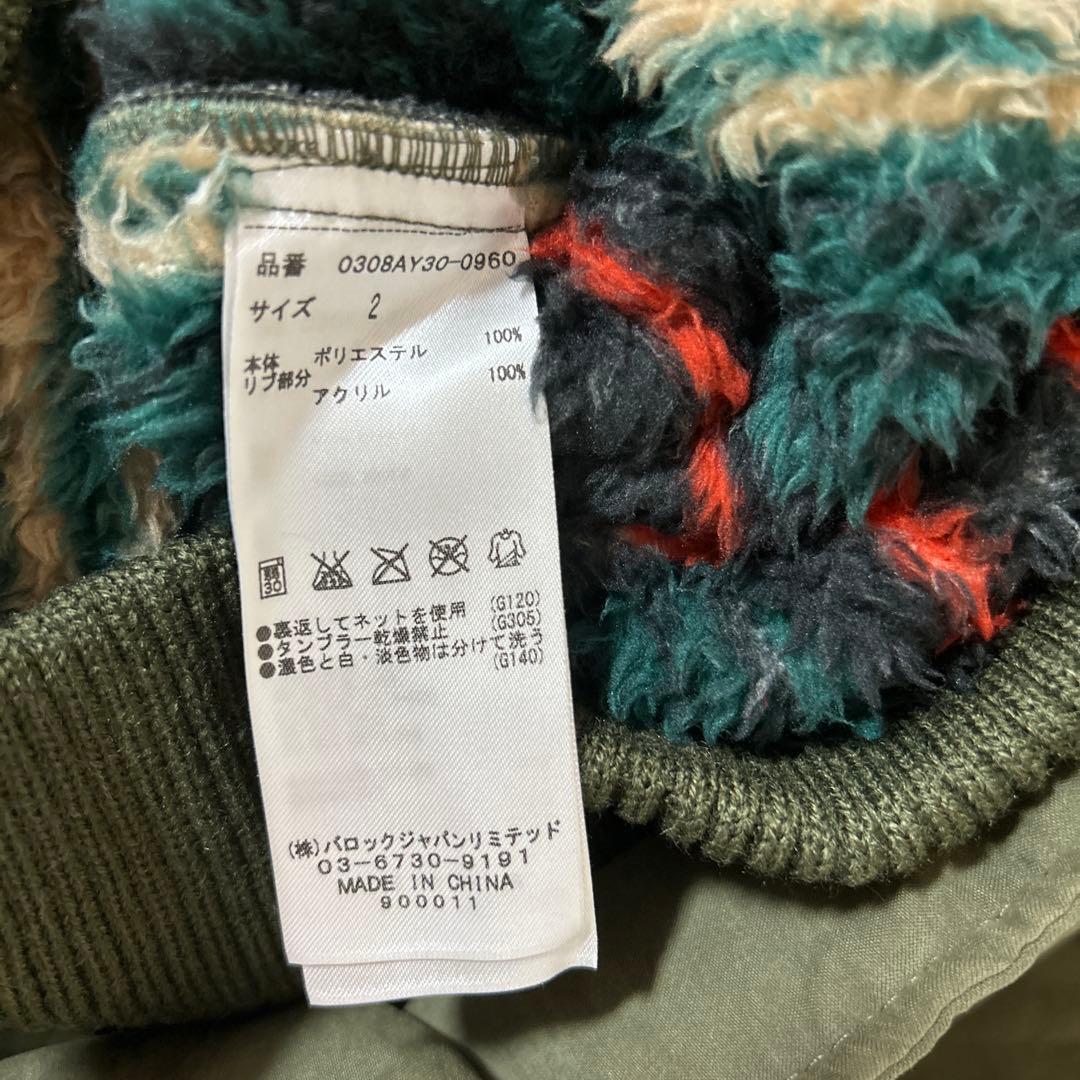 品番 0308AY30-0960
サイズ 2
本体 ポリエステル 100%
リブ部分 アクリル 100%
弱 30
●裏返してネットを使用 (G120)
●タンブラー乾燥禁止 (G305)
●濃色と白・淡色物は分けて洗う (G140)
(株)バロックジャパンリミテッド
03-6730-9191
MADE IN CHINA
900011